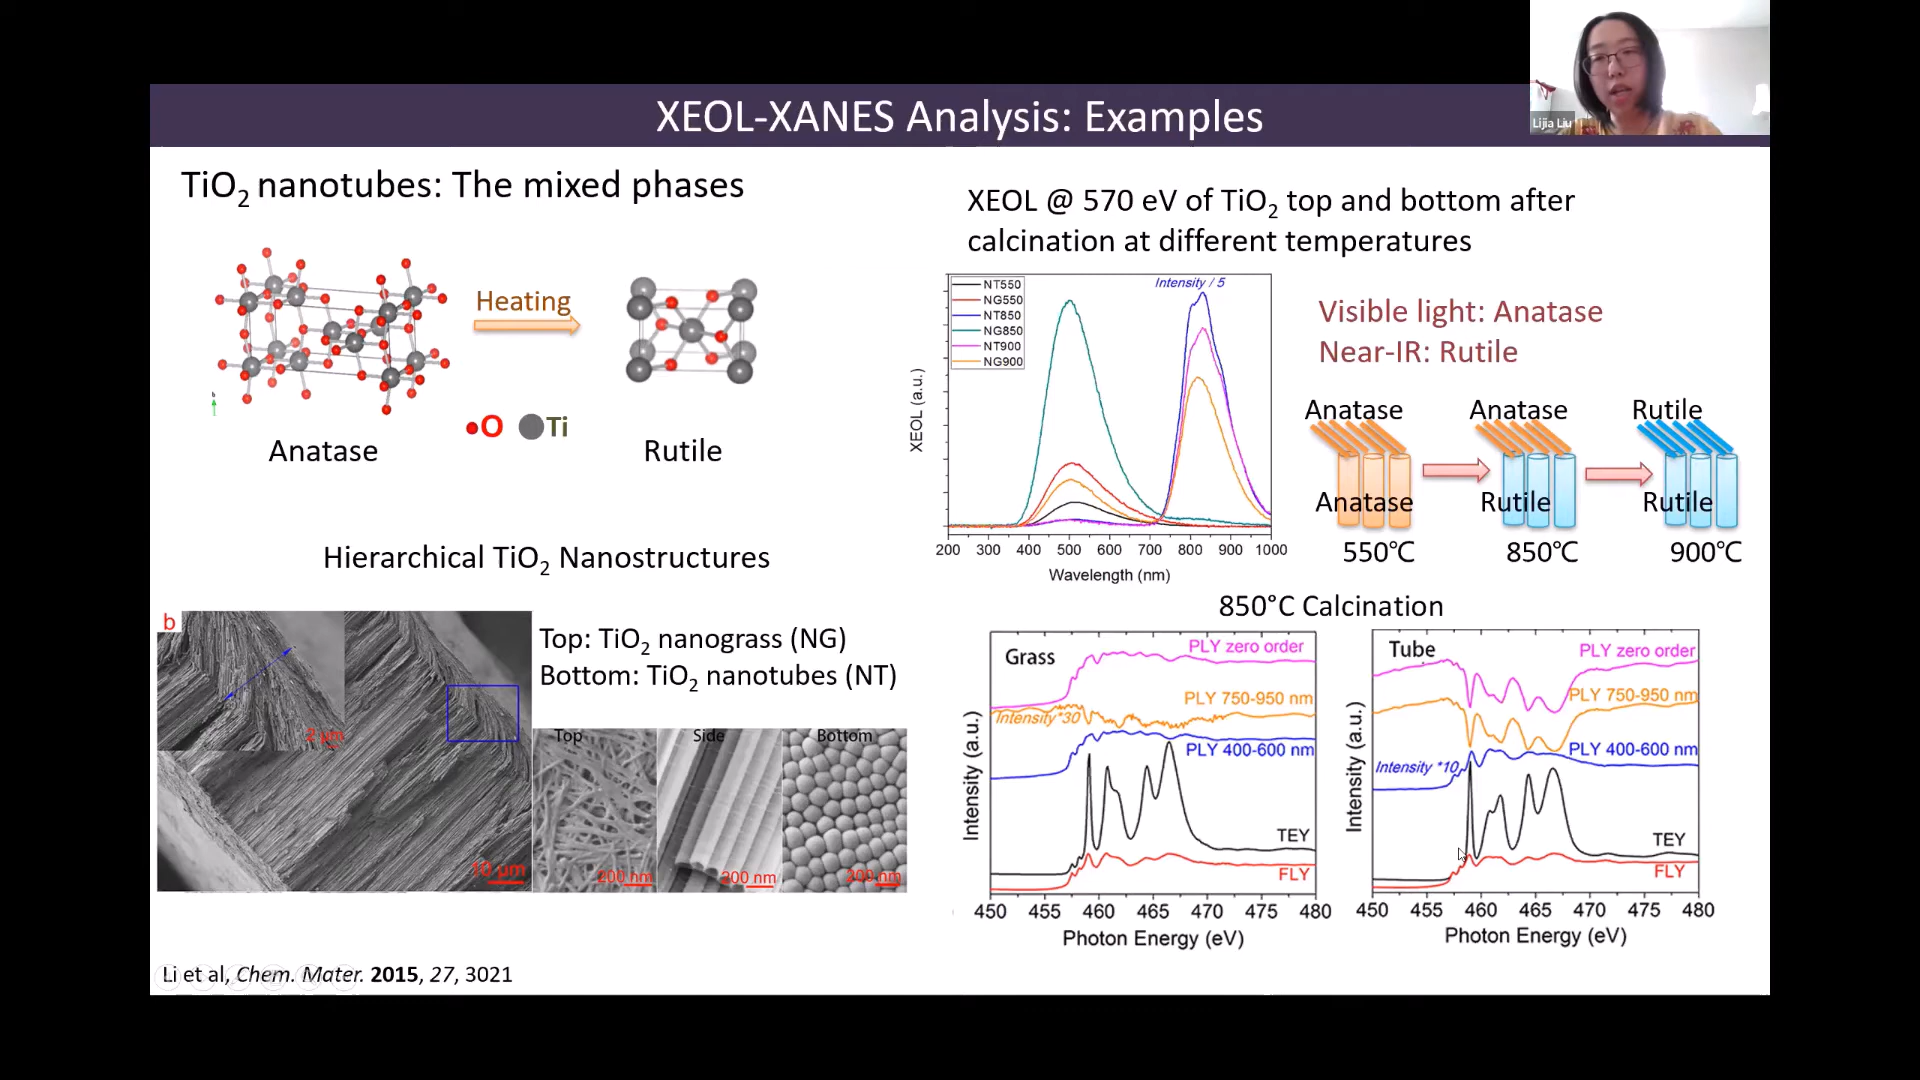 XEOL-XANES Analysis: Examples
Lijia Liu
TiO2 nanotubes: The mixed phases
Heating
O Ti
Anatase
Rutile
Hierarchical TiO2 Nanostructures
b
2 μm
10 μm
Top: TiO2 nanograss (NG)
Bottom: TiO2 nanotubes (NT)
Top
Side
Bottom
200 nm
200 nm
200 nm
Li et al, Chem. Mater. 2015, 27, 3021
XEOL @ 570 eV of TiO2 top and bottom after
calcination at different temperatures
NT550
NG550
NT850
NG850
NT900
NG900
Intensity / 5
XEOL (a.u.)
200 300 400 500 600 700 800 900 1000
Wavelength (nm)
Visible light: Anatase
Near-IR: Rutile
Anatase Anatase Rutile
Anatase Rutile Rutile
550℃ 850℃ 900℃
850°C Calcination
Grass
PLY zero order
PLY 750-950 nm
Intensity*30
PLY 400-600 nm
TEY
FLY
Intensity (a.u.)
450 455 460 465 470 475 480
Photon Energy (eV)
Tube
PLY zero order
PLY 750-950 nm
PLY 400-600 nm
Intensity *10
TEY
FLY
Intensity (a.u.)
450 455 460 465 470 475 480
Photon Energy (eV)